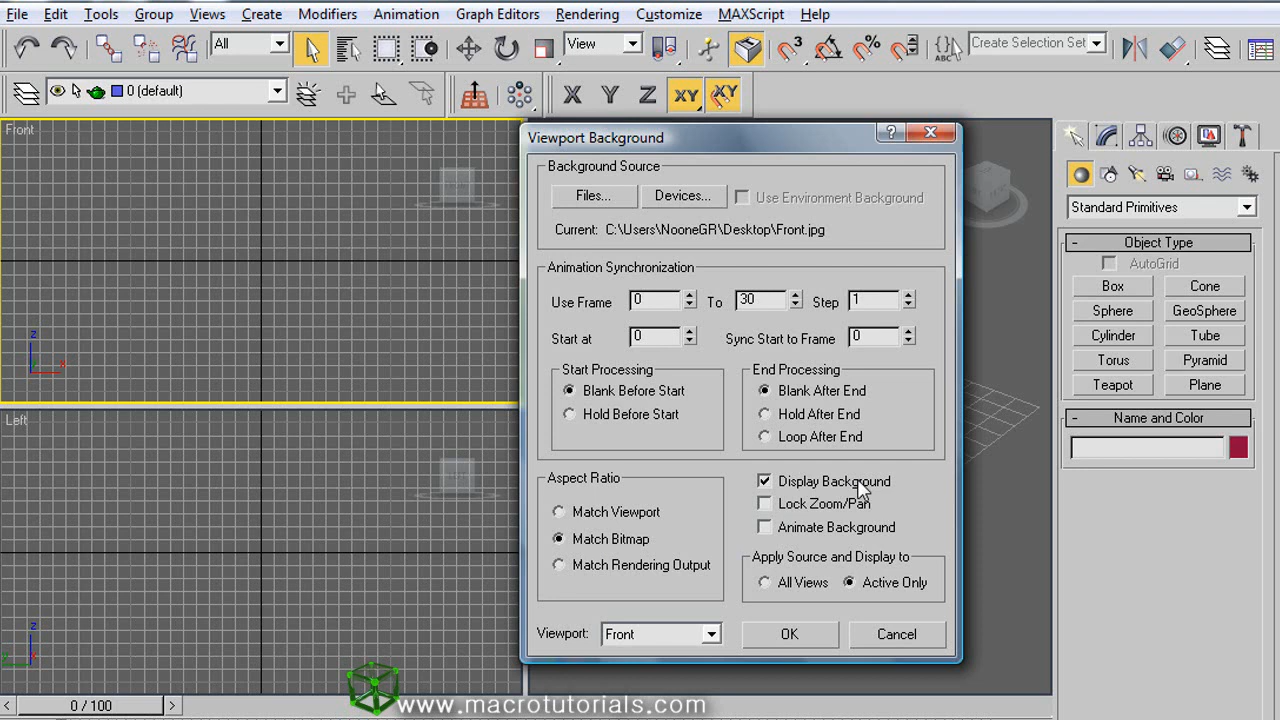 File Edit Tools Group Views Create Modifiers Animation Graph Editors Rendering Customize MAXScript Help
All View 3 % ABC Create Selection Set
0 (default) X Y Z XY XY
Front
Viewport Background ?
Background Source
Files... Devices... Use Environment Background
Current: C:\Users\NooneGR\Desktop\Front.jpg
Animation Synchronization
Use Frame 0 To 30 Step 1
Start at 0 Sync Start to Frame 0
Start Processing
Blank Before Start
Hold Before Start
End Processing
Blank After End
Hold After End
Loop After End
Aspect Ratio
Match Viewport
Match Bitmap
Match Rendering Output
Display Background
Lock Zoom/Pan
Animate Background
Apply Source and Display to
All Views Active Only
Viewport: Front OK Cancel
Standard Primitives
- Object Type
AutoGrid
Box Cone
Sphere GeoSphere
Cylinder Tube
Torus Pyramid
Teapot Plane
- Name and Color
z
x
Left
z
y x
< 0 / 100 >
www.macrotutorials.com